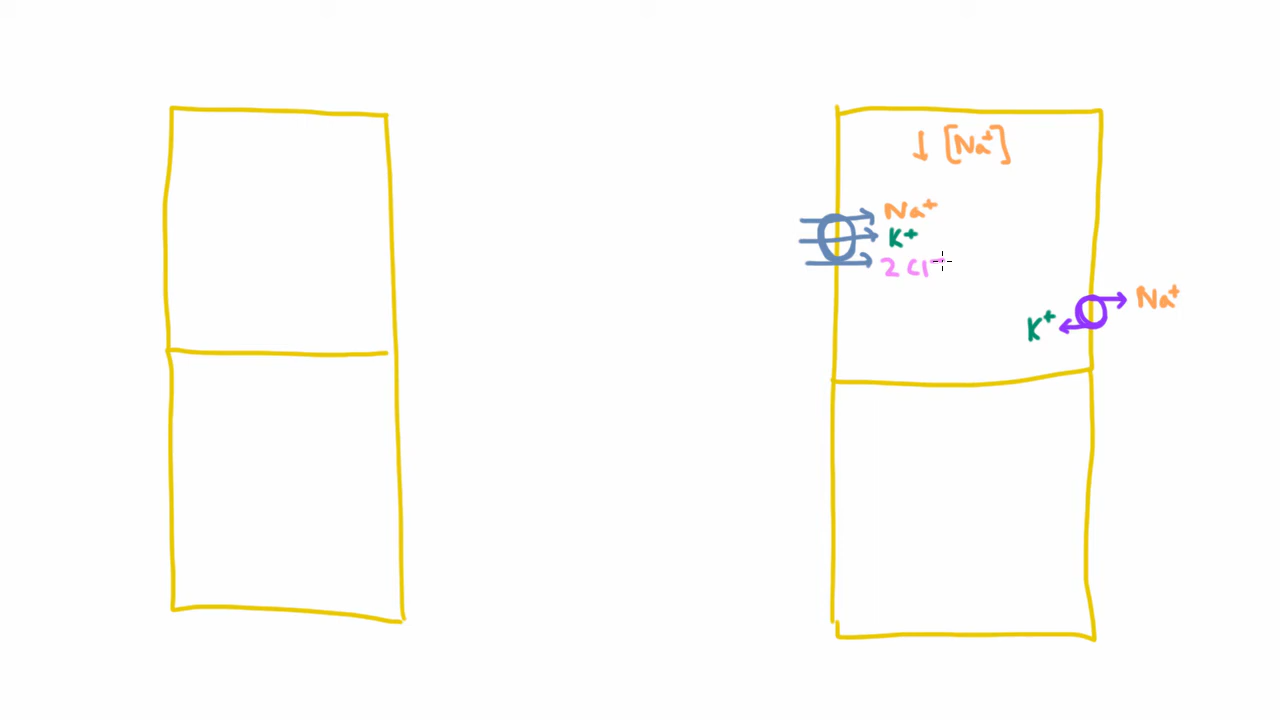 ↓ [Na⁺]
Na⁺
K⁺
2 Cl⁻
Na⁺
K⁺